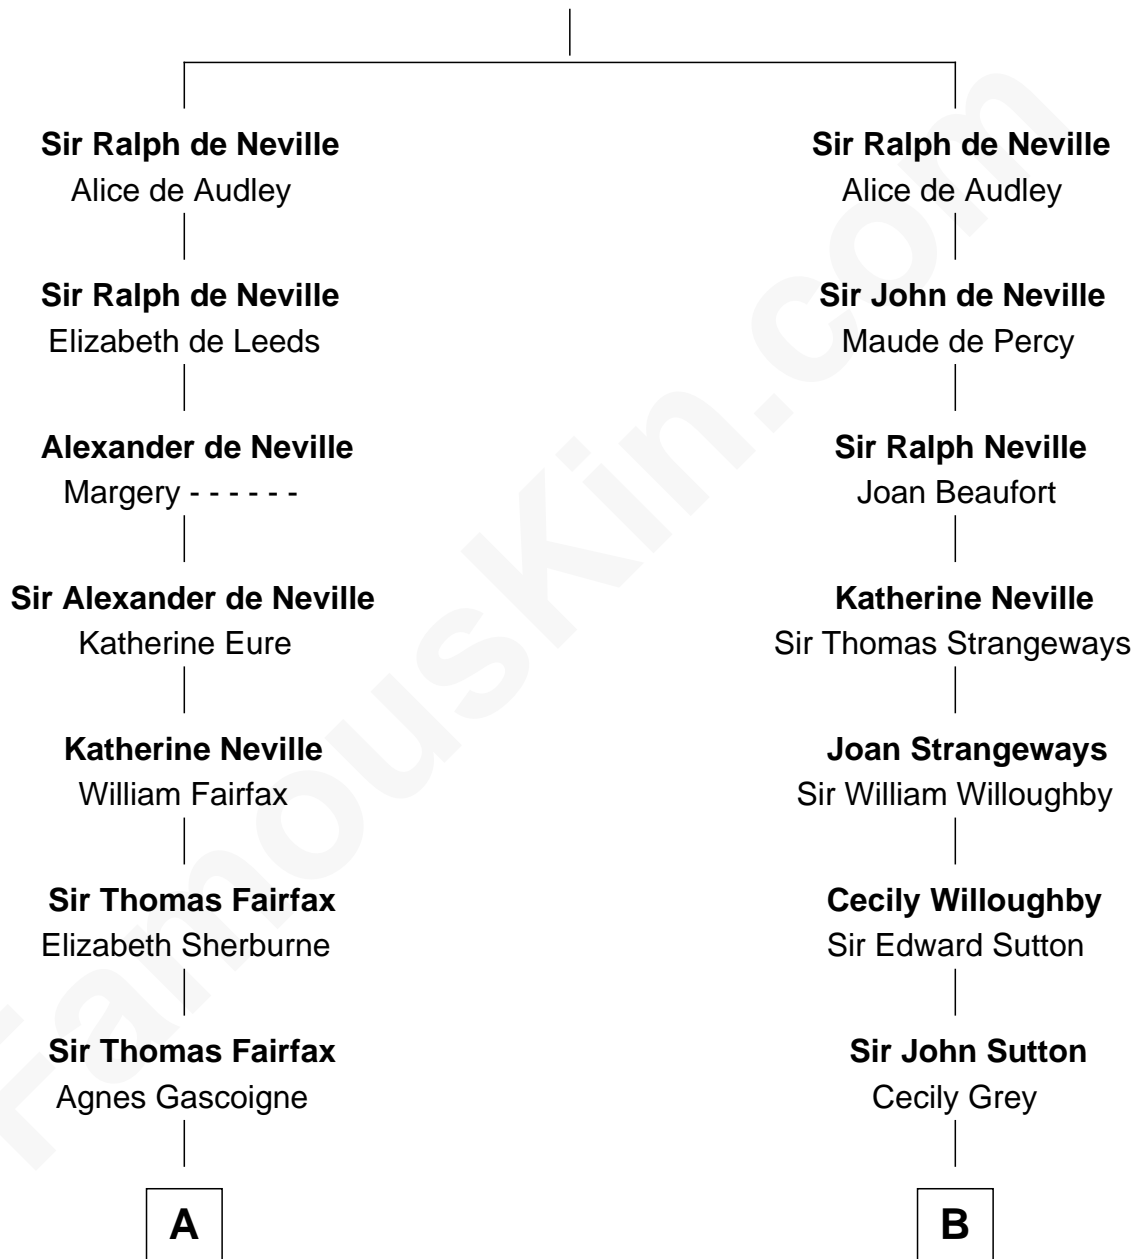 Sir Ralph de Neville
Alice de Audley
Sir Ralph de Neville
Elizabeth de Leeds
Alexander de Neville
Margery - - - - - -
Sir Alexander de Neville
Katherine Eure
Katherine Neville
William Fairfax
Sir Thomas Fairfax
Elizabeth Sherburne
Sir Thomas Fairfax
Agnes Gascoigne
A
Sir Ralph de Neville
Alice de Audley
Sir John de Neville
Maude de Percy
Sir Ralph Neville
Joan Beaufort
Katherine Neville
Sir Thomas Strangeways
Joan Strangeways
Sir William Willoughby
Cecily Willoughby
Sir Edward Sutton
Sir John Sutton
Cecily Grey
B
FamousKin.com